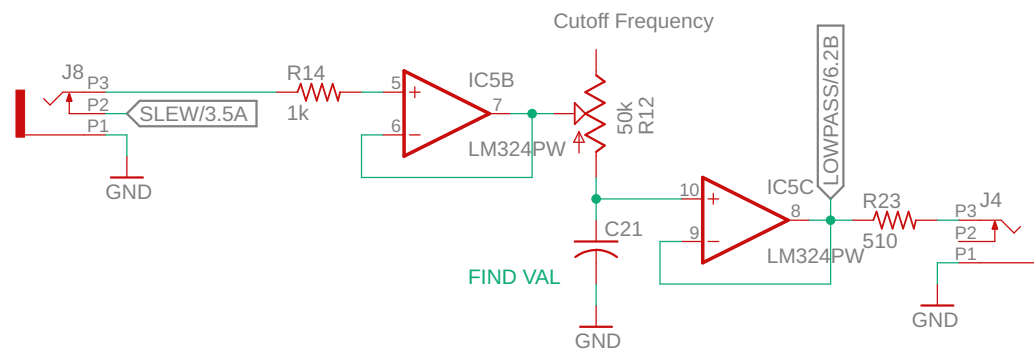 Cutoff Frequency
J8
P3
P2
P1
SLEW/3.5A
GND
R14
1k
5
+
6
−
7
IC5B
LM324PW
50k
R12
C21
FIND VAL
GND
10
+
9
−
8
IC5C
LM324PW
LOWPASS/6.2B
R23
510
J4
P3
P2
P1
GND